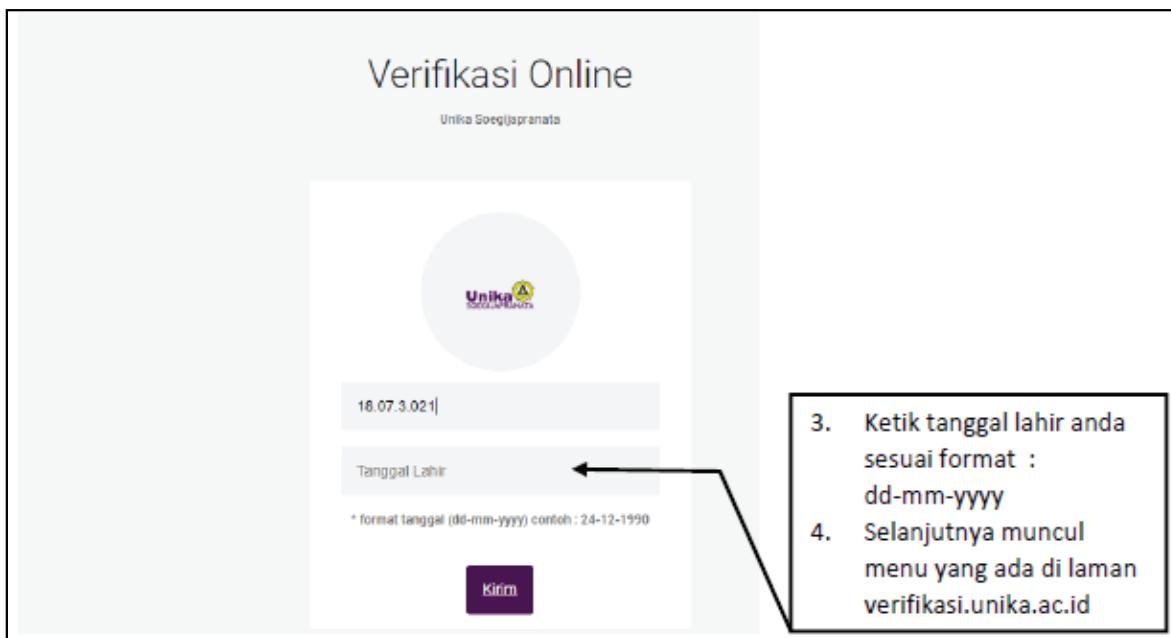 Verifikasi Online
Unika Soegijapranata
Unika
SOEGIJAPRANATA
18.07.3.021
Tanggal Lahir
* format tanggal (dd-mm-yyyy) contoh : 24-12-1990
Kirim
3. Ketik tanggal lahir anda
sesuai format :
dd-mm-yyyy
4. Selanjutnya muncul
menu yang ada di laman
verifikasi.unika.ac.id